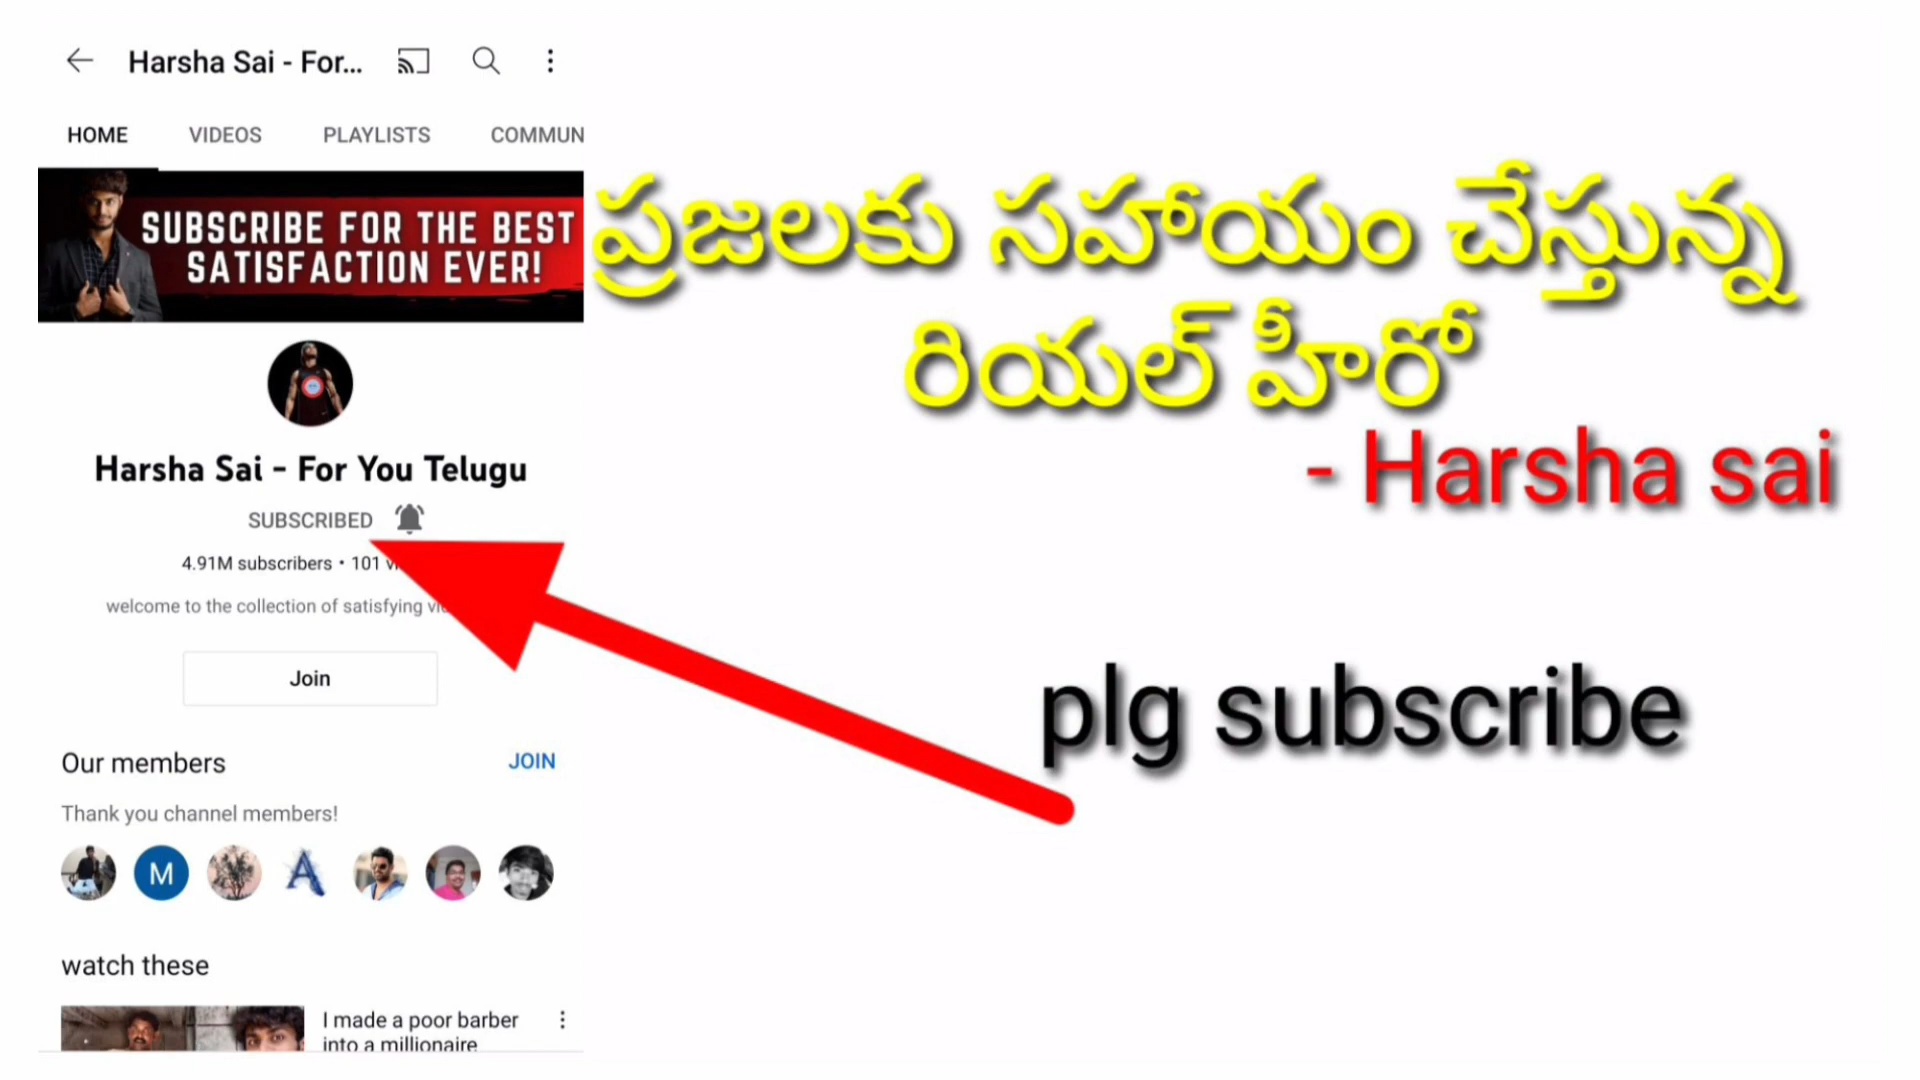 Harsha Sai - For...
HOME VIDEOS PLAYLISTS COMMUN
SUBSCRIBE FOR THE BEST
SATISFACTION EVER!
Harsha Sai - For You Telugu
SUBSCRIBED
4.91M subscribers • 101
welcome to the collection of satisfying
Join
Our members
JOIN
Thank you channel members!
M
A
watch these
I made a poor barber
into a millionaire
ప్రజలకు సహాయం చేస్తున్న
రియల్ హీరో
- Harsha sai
plg subscribe